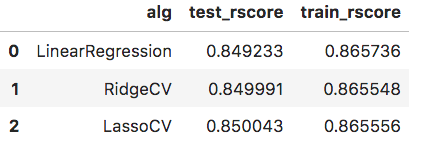 alg test_rscore train_rscore
0 LinearRegression 0.849233 0.865736
1 RidgeCV 0.849991 0.865548
2 LassoCV 0.850043 0.865556